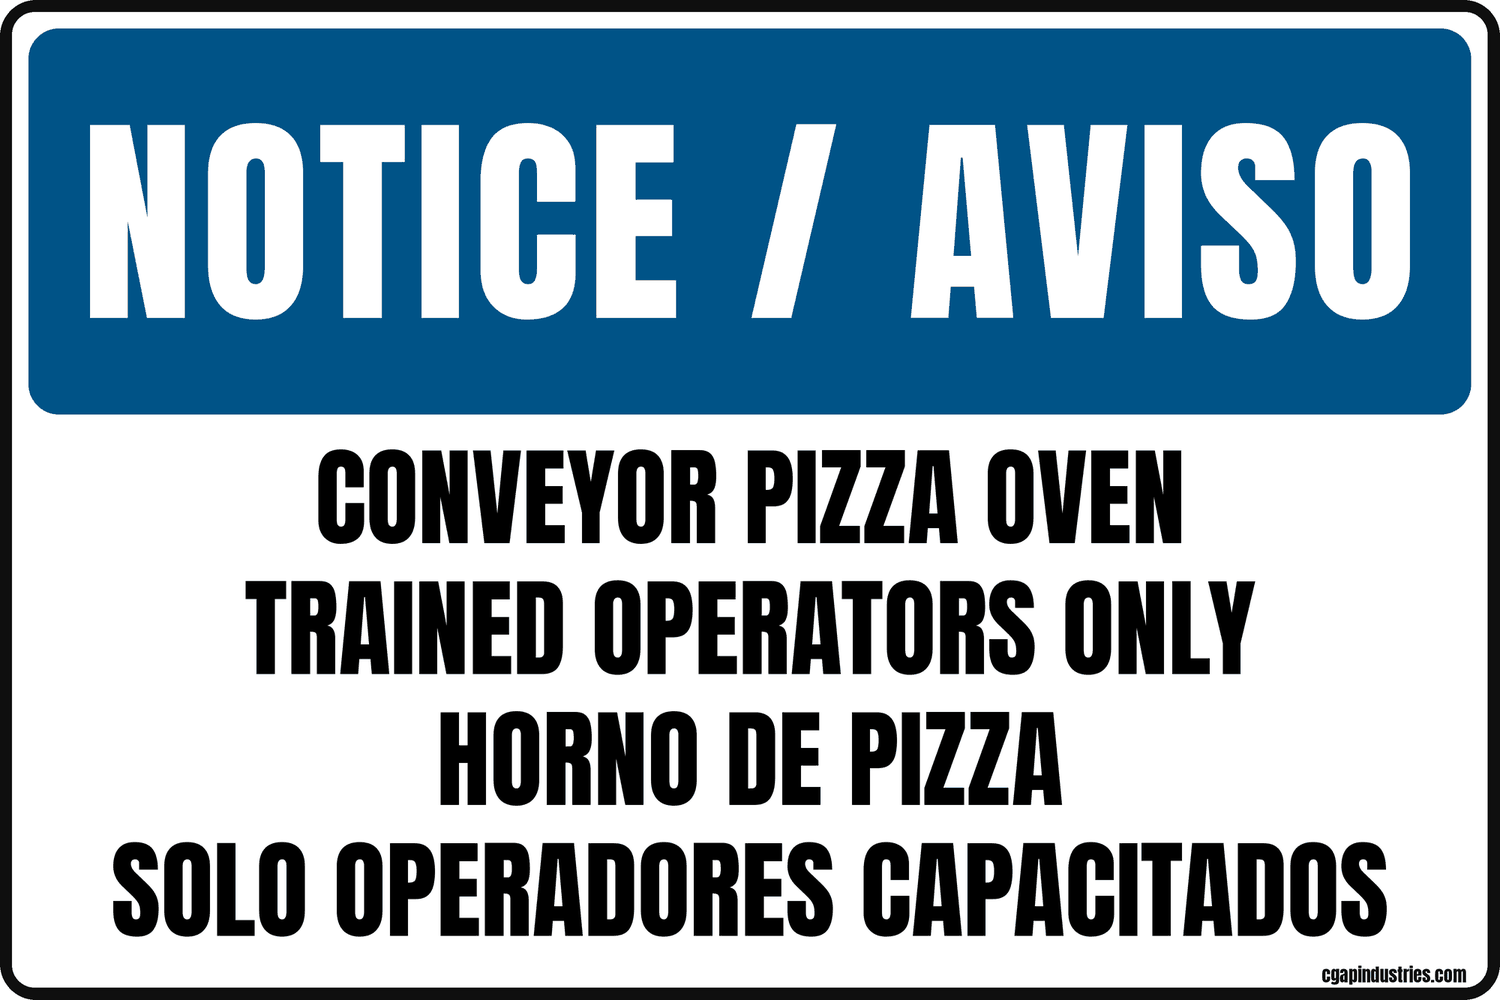 NOTICE / AVISO
CONVEYOR PIZZA OVEN
TRAINED OPERATORS ONLY
HORNO DE PIZZA
SOLO OPERADORES CAPACITADOS
cgapindustries.com